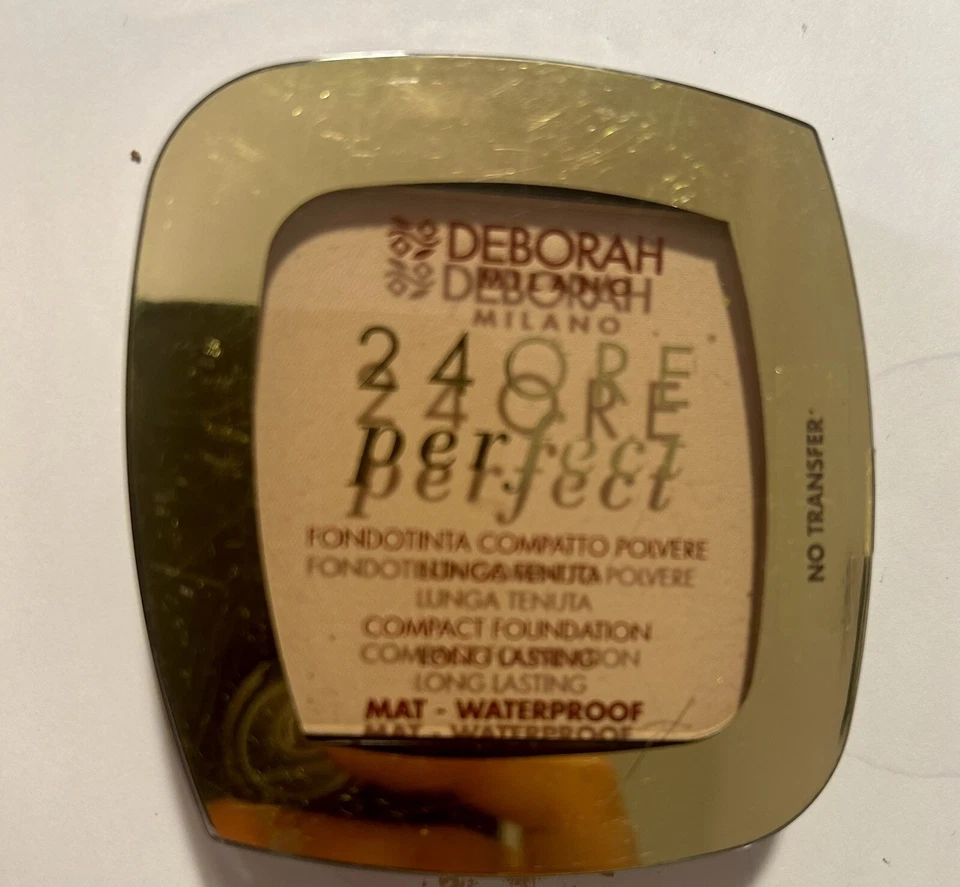 DEBORAH
MILANO
24ORE
perfect
FONDOTINTA COMPATTO POLVERE
LUNGA TENUTA
COMPACT FOUNDATION
LONG LASTING
MAT - WATERPROOF
NO TRANSFER*